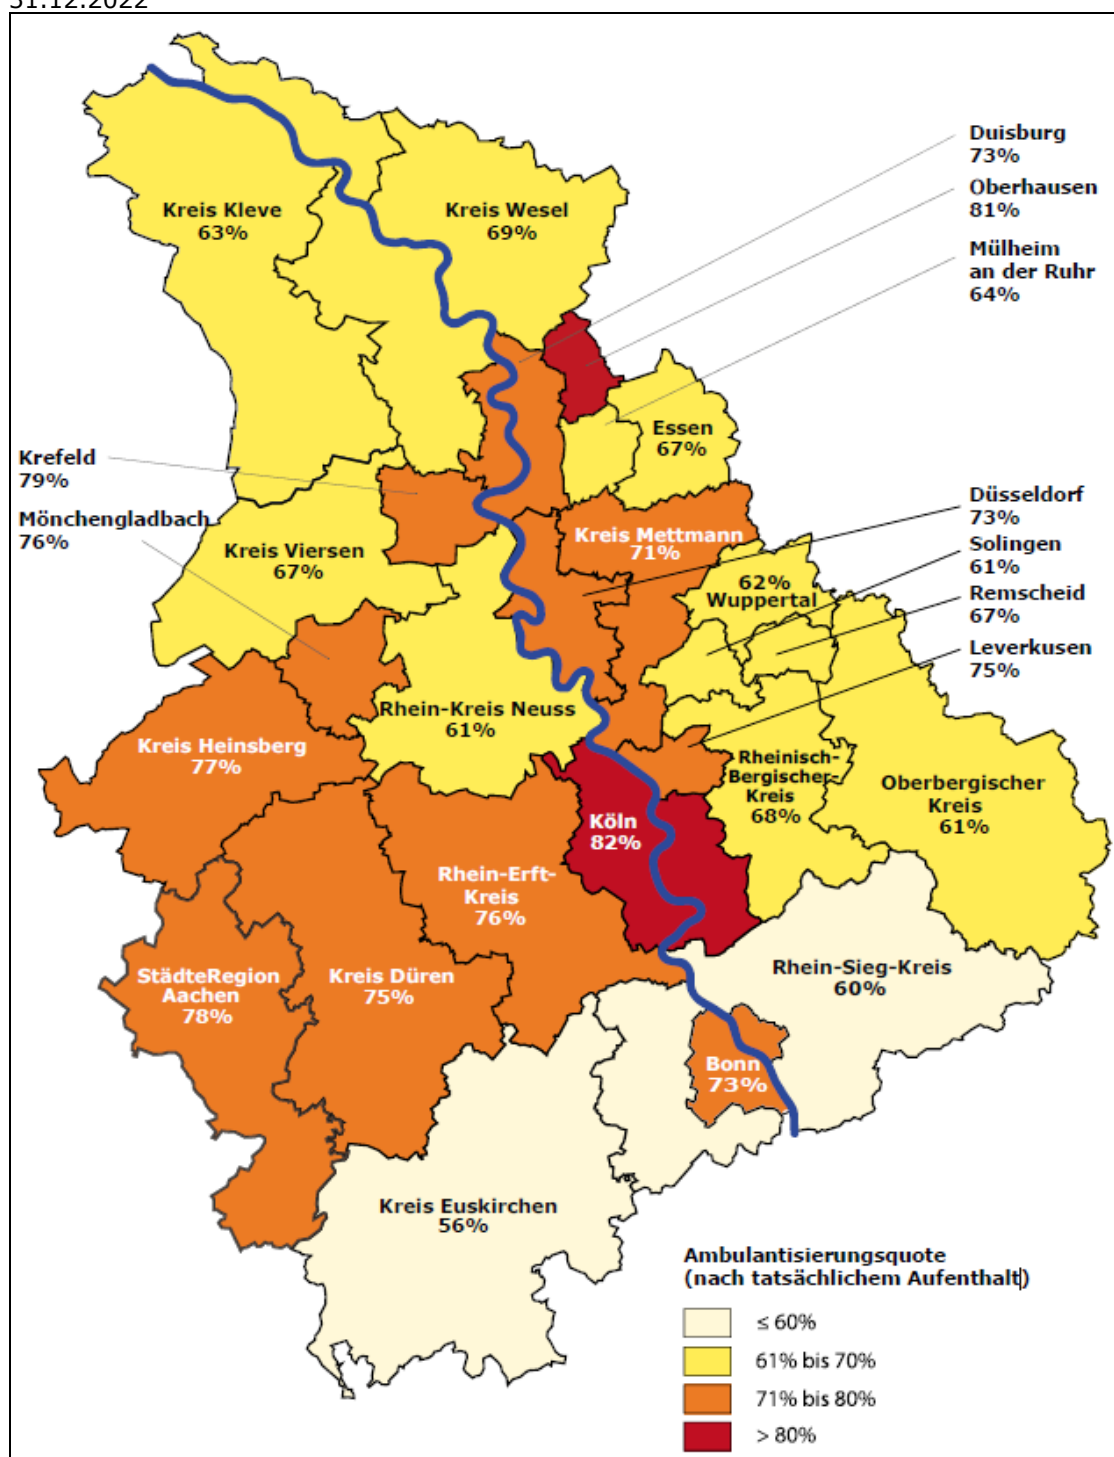 31.12.2022
Duisburg
73%
Oberhausen
81%
Mülheim
an der Ruhr
64%
Kreis Kleve
63%
Kreis Wesel
69%
Essen
67%
Krefeld
79%
Mönchengladbach
76%
Kreis Viersen
67%
Kreis Mettmann
71%
Düsseldorf
73%
Solingen
61%
Remscheid
67%
Leverkusen
75%
62%
Wuppertal
Rhein-Kreis Neuss
61%
Kreis Heinsberg
77%
Rheinisch-
Bergischer-
Kreis
68%
Oberbergischer
Kreis
61%
Köln
82%
Rhein-Erft-
Kreis
76%
StädteRegion
Aachen
78%
Kreis Düren
75%
Rhein-Sieg-Kreis
60%
Bonn
73%
Kreis Euskirchen
56%
Ambulantisierungsquote
(nach tatsächlichem Aufenthalt)
≤ 60%
61% bis 70%
71% bis 80%
> 80%